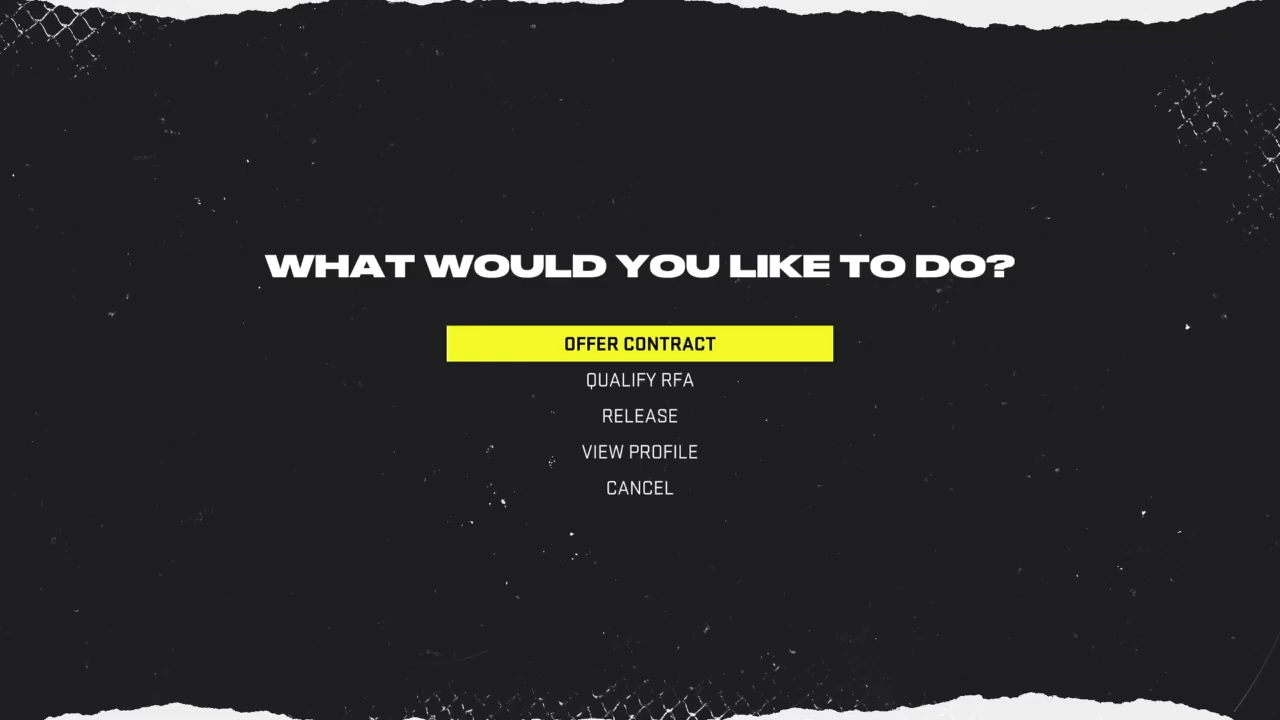 WHAT WOULD YOU LIKE TO DO?
OFFER CONTRACT
QUALIFY RFA
RELEASE
VIEW PROFILE
CANCEL